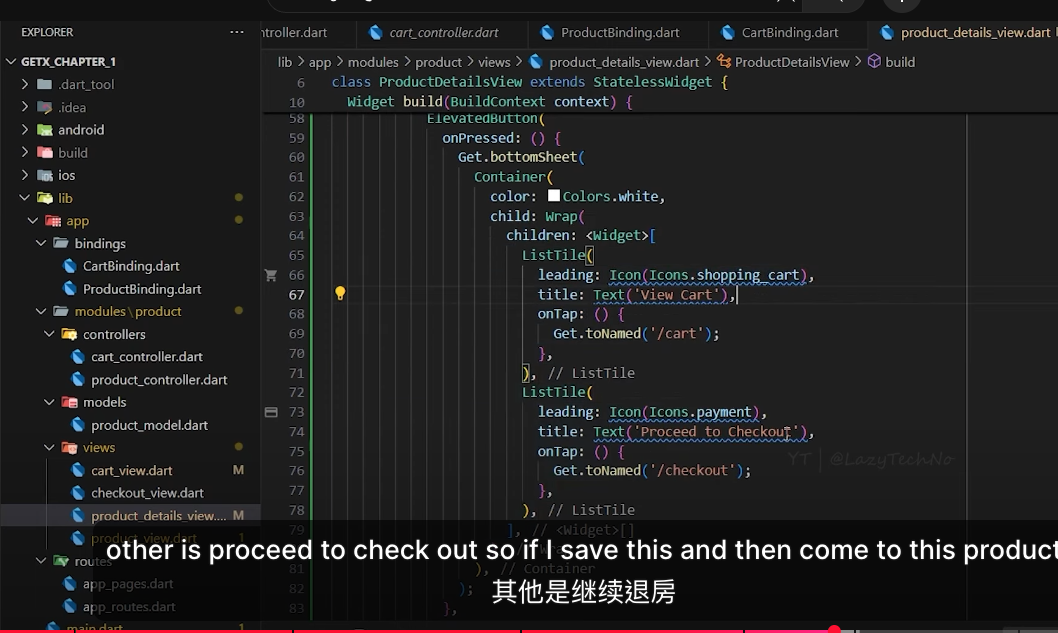 EXPLORER
...
ntroller.dart
cart_controller.dart
ProductBinding.dart
CartBinding.dart
product_details_view.dart
GETX_CHAPTER_1
lib > app > modules > product > views > product_details_view.dart > ProductDetailsView > build
.dart_tool
.idea
android
build
ios
lib
app
bindings
CartBinding.dart
ProductBinding.dart
modules\product
controllers
cart_controller.dart
product_controller.dart
models
product_model.dart
views
cart_view.dart M
checkout_view.dart
product_details_view.... M
product_view.dart 1
routes
app_pages.dart
app_routes.dart
main.dart 1
6 class ProductDetailsView extends StatelessWidget {
10 Widget build(BuildContext context) {
58 ElevatedButton(
59 onPressed: () {
60 Get.bottomSheet(
61 Container(
62 color: Colors.white,
63 child: Wrap(
64 children: <Widget>[
65 ListTile(
66 leading: Icon(Icons.shopping_cart),
67 title: Text('View Cart'),
68 onTap: () {
69 Get.toNamed('/cart');
70 },
71 ), // ListTile
72 ListTile(
73 leading: Icon(Icons.payment),
74 title: Text('Proceed to Checkout'),
75 onTap: () {
76 Get.toNamed('/checkout');
77 },
78 ), // ListTile
79 ], // <Widget>[]
81 ), // Container
82 );
83 },
YT | @LazyTechNo
other is proceed to check out so if I save this and then come to this product
其他是继续退房